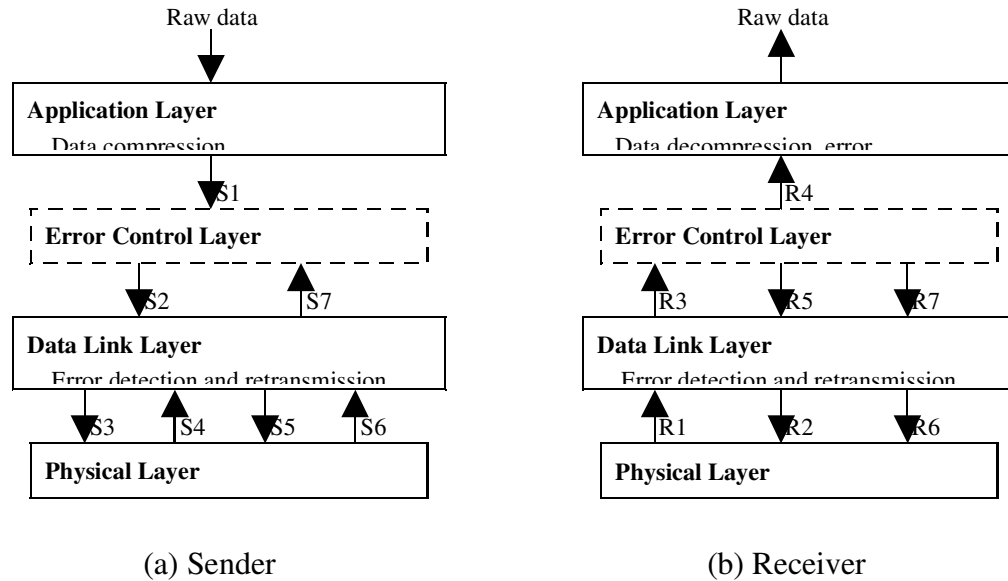 Raw data
Application Layer
Data compression
S1
Error Control Layer
S2
S7
Data Link Layer
Error detection and retransmission
S3
S4
S5
S6
Physical Layer
(a) Sender
Raw data
Application Layer
Data decompression, error
R4
Error Control Layer
R3
R5
R7
Data Link Layer
Error detection and retransmission
R1
R2
R6
Physical Layer
(b) Receiver